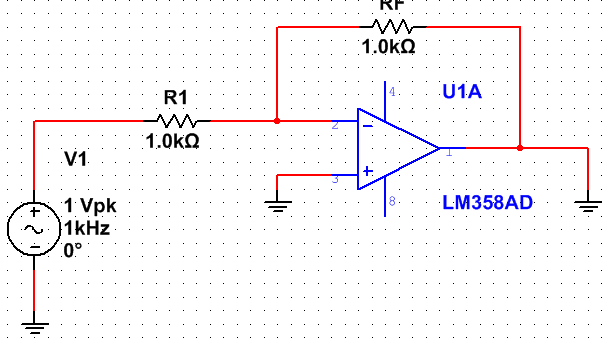 RF
1.0kΩ
4
U1A
R1
2
1.0kΩ
V1
1
3
1 Vpk
8
LM358AD
1kHz
0°